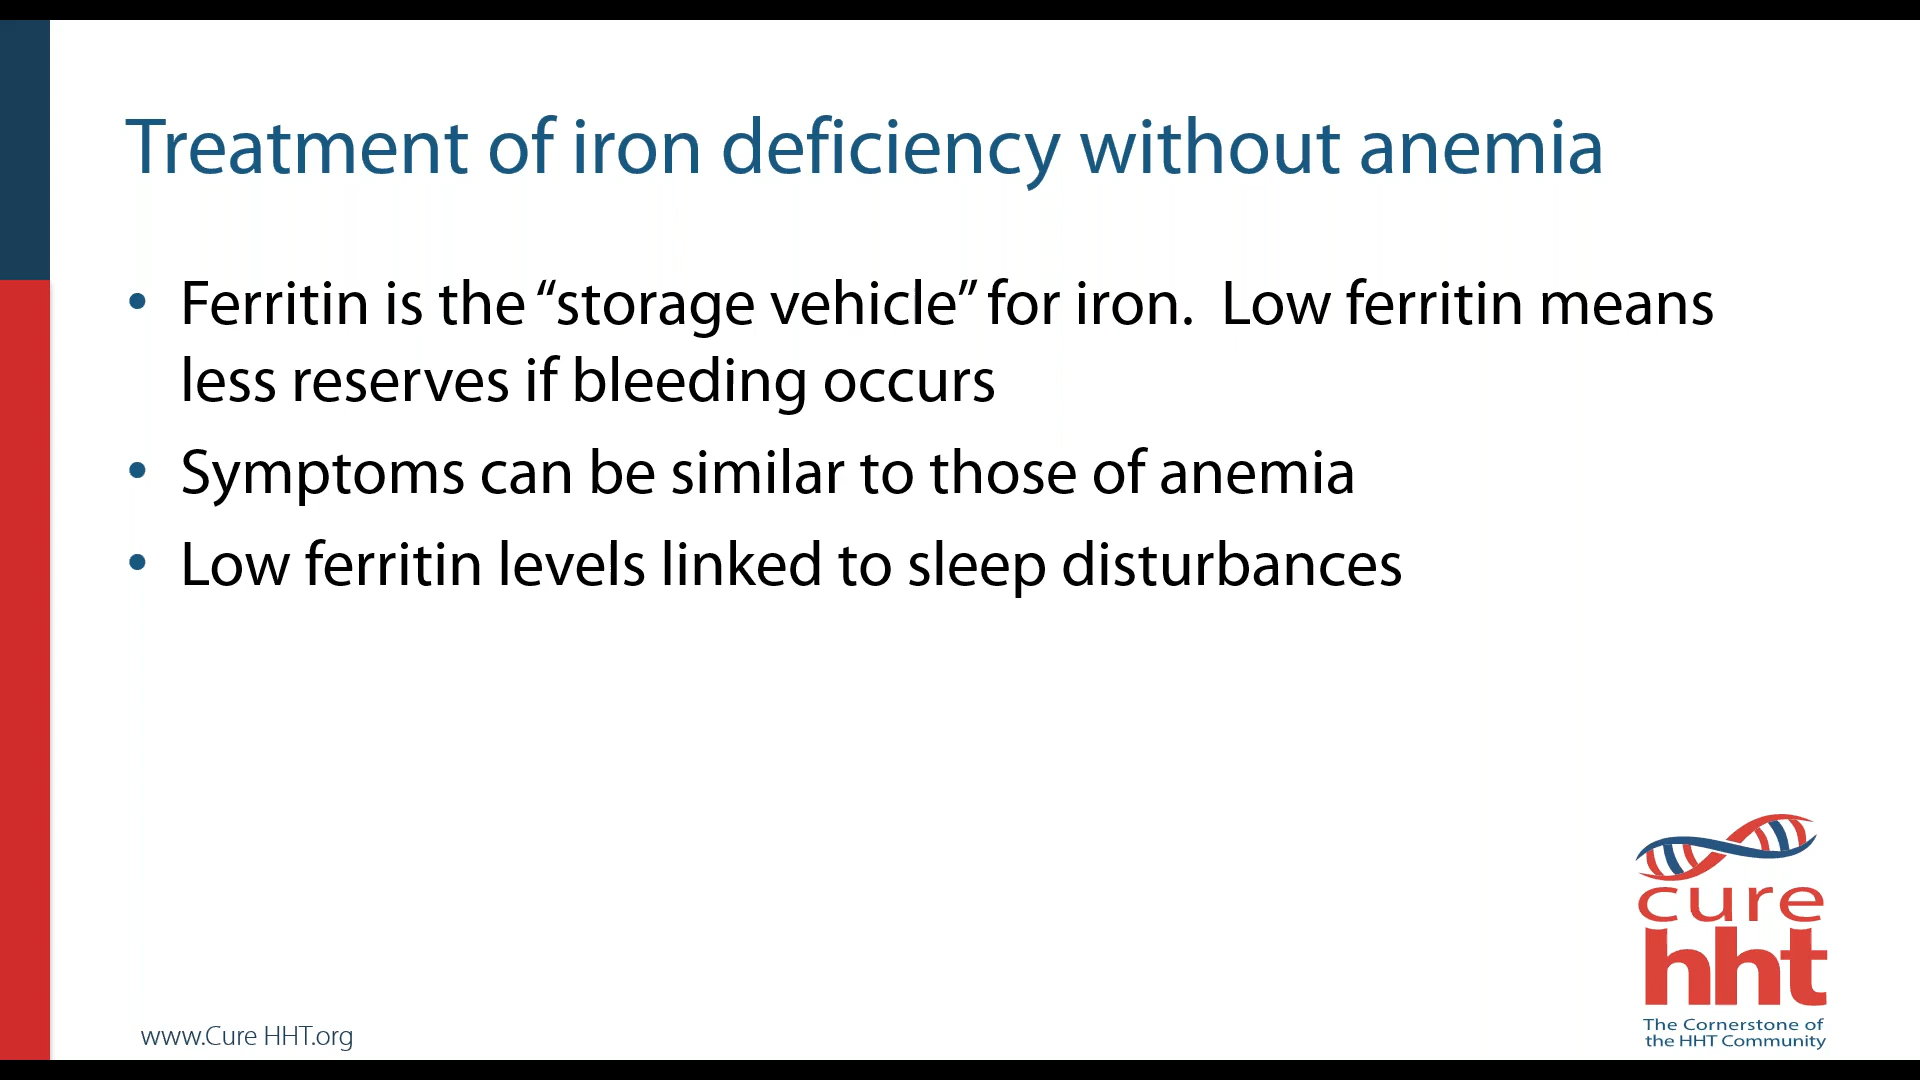 Treatment of iron deficiency without anemia
• Ferritin is the “storage vehicle” for iron.  Low ferritin means
less reserves if bleeding occurs
• Symptoms can be similar to those of anemia
• Low ferritin levels linked to sleep disturbances
cure
hht
The Cornerstone of
the HHT Community
www.Cure HHT.org